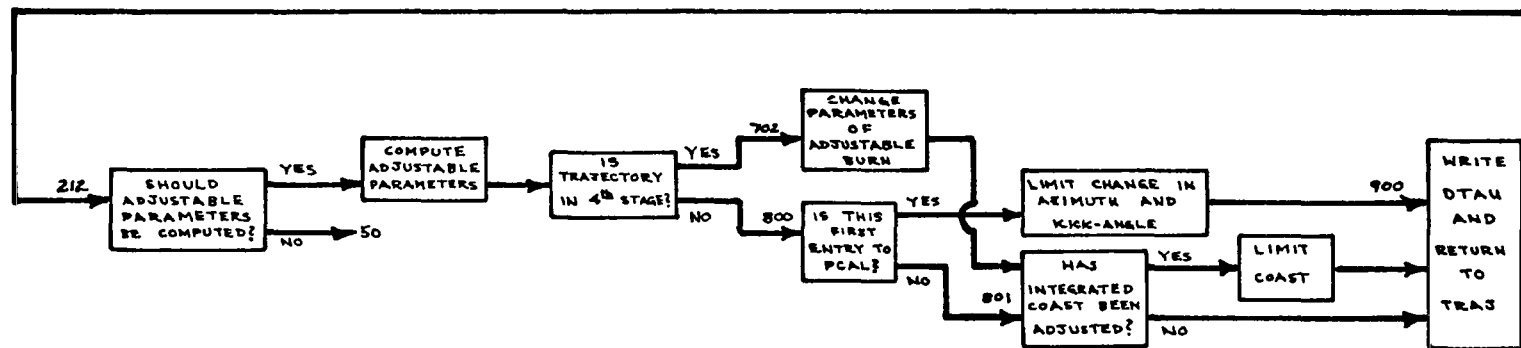 212
SHOULD
ADJUSTABLE
PARAMETERS
BE COMPUTED?
YES
NO
50
COMPUTE
ADJUSTABLE
PARAMETERS
IS
TRAJECTORY
IN 4th STAGE?
YES
NO
702
CHANGE
PARAMETERS
OF
ADJUSTABLE
BURN
800
IS THIS
FIRST
ENTRY TO
PCAL?
YES
NO
LIMIT CHANGE IN
AZIMUTH AND
KICK-ANGLE
801
HAS
INTEGRATED
COAST BEEN
ADJUSTED?
YES
NO
LIMIT
COAST
900
WRITE
DTAU
AND
RETURN
TO
TRAJ